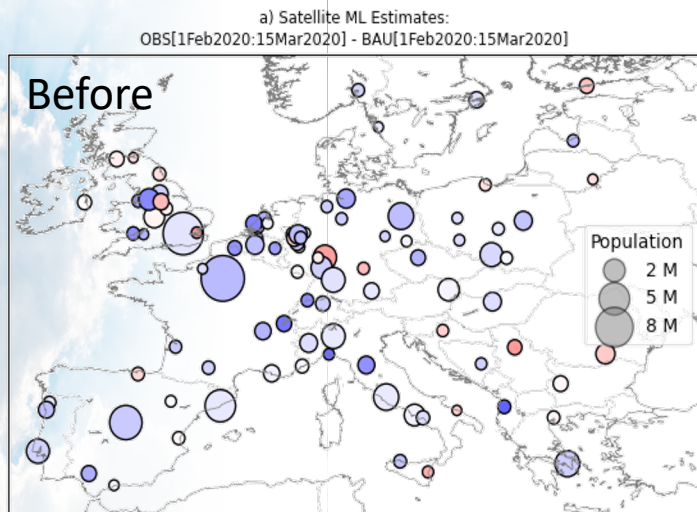 a) Satellite ML Estimates:
OBS[1Feb2020:15Mar2020] - BAU[1Feb2020:15Mar2020]
Before
Population
2 M
5 M
8 M